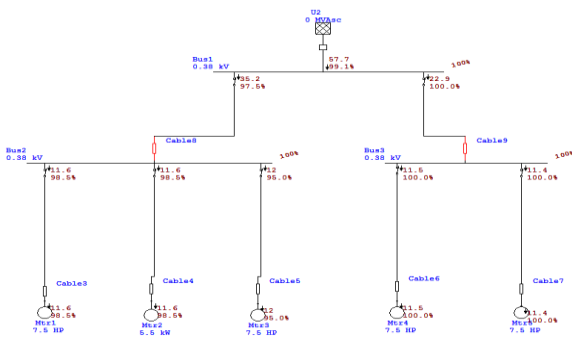 U2
0 MVAsc
57.7
99.1%
Bus1
0.38 kV
100%
35.2
97.5%
22.9
100.0%
Cable8
Cable9
Bus2
0.38 kV
100%
Bus3
0.38 kV
100%
11.6
98.5%
11.6
98.5%
12
95.0%
11.5
100.0%
11.4
100.0%
Cable3
Cable4
Cable5
Cable6
Cable7
11.6
98.5%
11.6
98.5%
12
95.0%
11.5
100.0%
11.4
100.0%
Mtr1
7.5 HP
Mtr2
5.5 kW
Mtr3
7.5 HP
Mtr4
7.5 HP
7.5 HP